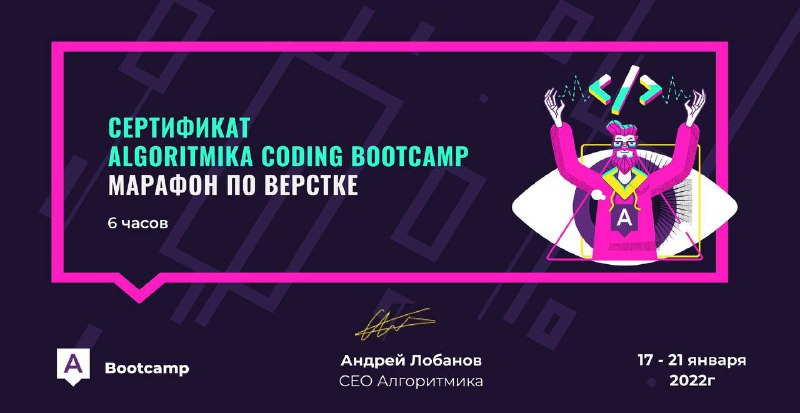 СЕРТИФИКАТ
ALGORITMIKA CODING BOOTCAMP
МАРАФОН ПО ВЕРСТКЕ
6 часов
</>
A
A Bootcamp
Андрей Лобанов
CEO Алгоритмика
17 - 21 января
2022г